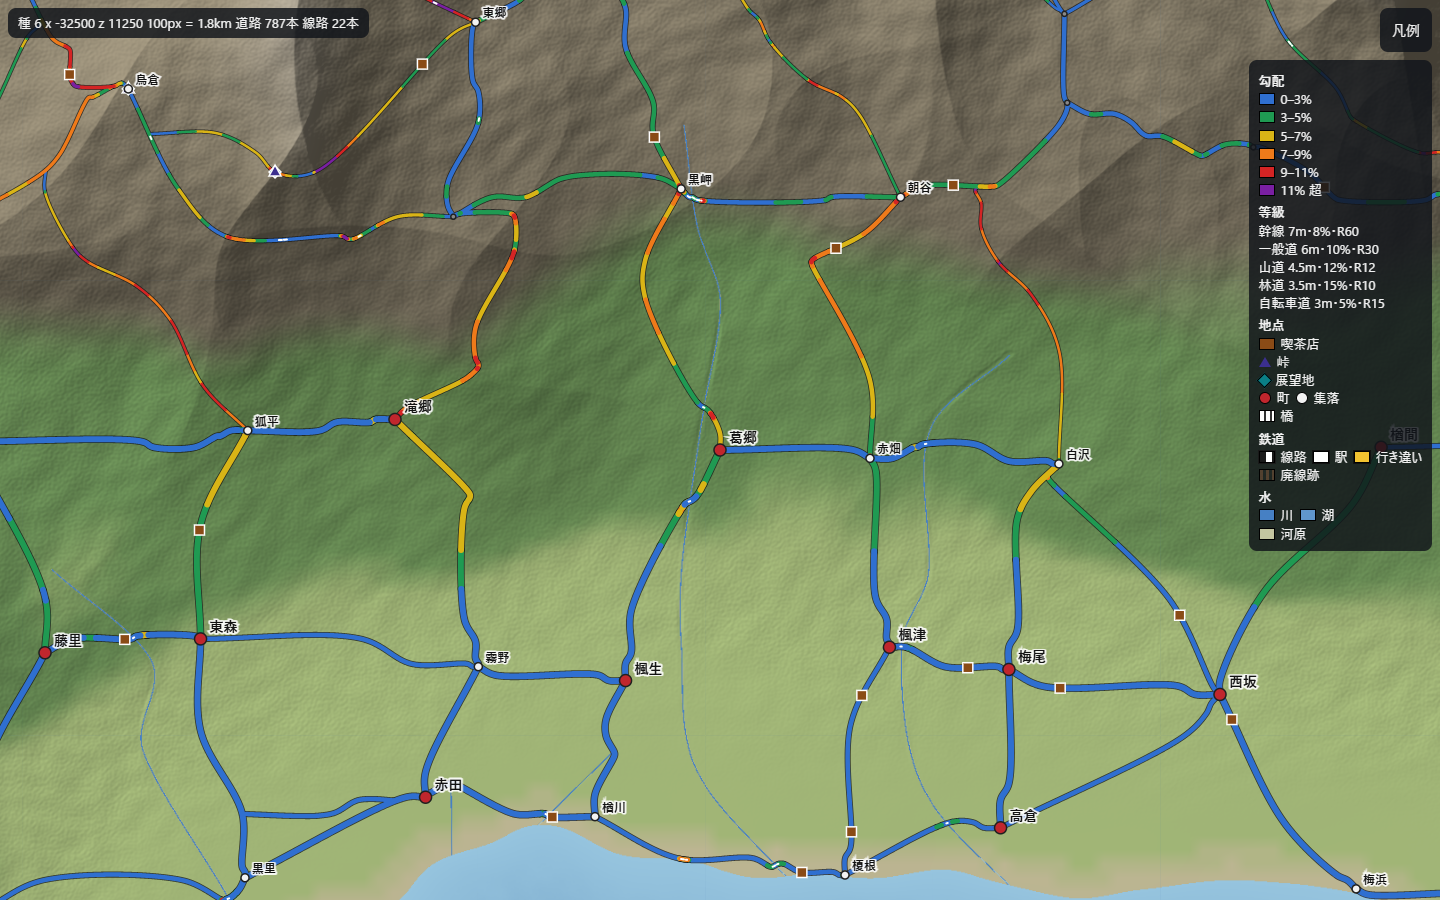 種 6 x -32500 z 11250 100px = 1.8km 道路 787本 線路 22本
凡例
東郷
鳥倉
黒岬
朝谷
勾配
0–3%
3–5%
5–7%
7–9%
9–11%
11% 超
等級
幹線 7m·8%·R60
一般道 6m·10%·R30
山道 4.5m·12%·R12
林道 3.5m·15%·R10
自転車道 3m·5%·R15
地点
喫茶店
峠
展望地
町 集落
橋
鉄道
線路 駅 行き違い
廃線跡
水
川 湖
河原
滝郷
狐平
葛郷
赤畑
白沢
楢間
藤里
東森
霧野
楓生
楓津
梅尾
西坂
赤田
楢川
高倉
黒里
榎根
梅浜